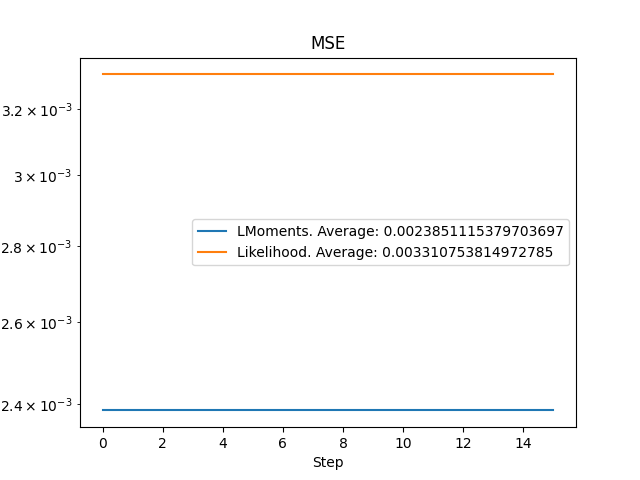 MSE
3.2 × 10⁻³
3 × 10⁻³
2.8 × 10⁻³
2.6 × 10⁻³
2.4 × 10⁻³
LMoments. Average: 0.0023851115379703697
Likelihood. Average: 0.003310753814972785
0 2 4 6 8 10 12 14
Step